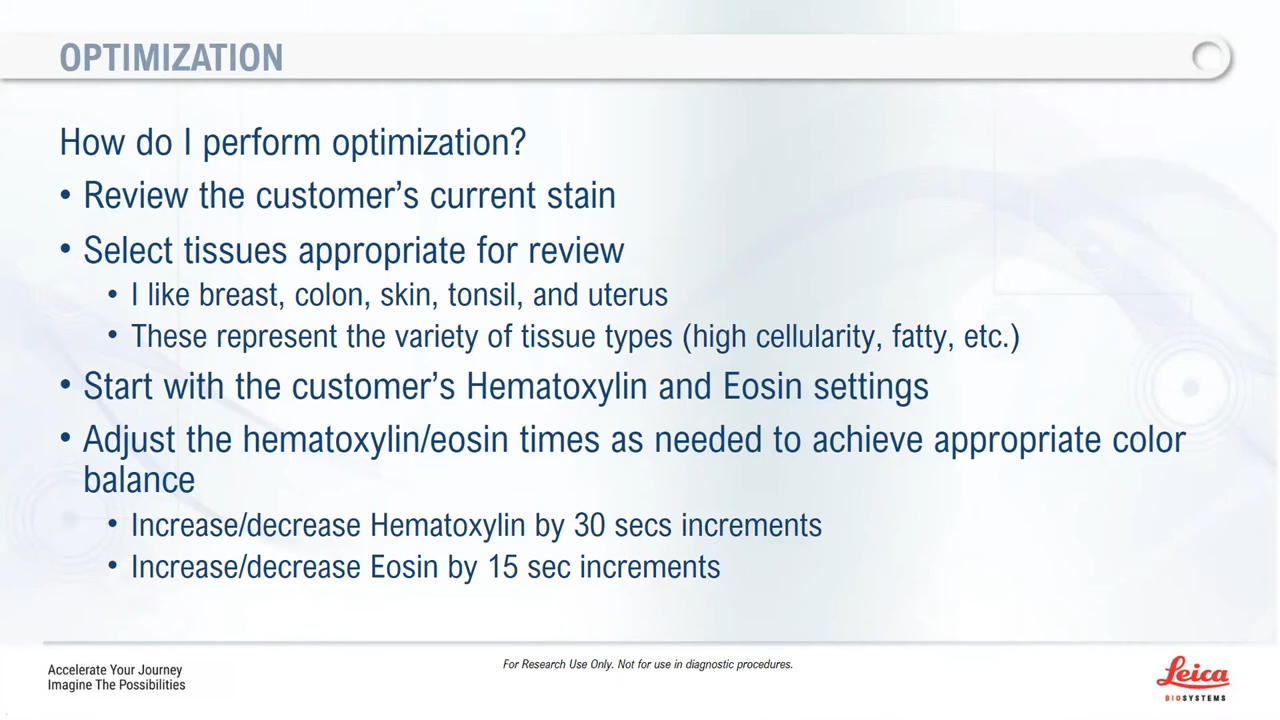 OPTIMIZATION
How do I perform optimization?
• Review the customer's current stain
• Select tissues appropriate for review
• I like breast, colon, skin, tonsil, and uterus
• These represent the variety of tissue types (high cellularity, fatty, etc.)
• Start with the customer's Hematoxylin and Eosin settings
• Adjust the hematoxylin/eosin times as needed to achieve appropriate color
balance
• Increase/decrease Hematoxylin by 30 secs increments
• Increase/decrease Eosin by 15 sec increments
Accelerate Your Journey
Imagine The Possibilities
For Research Use Only. Not for use in diagnostic procedures.
Leica
BIOSYSTEMS